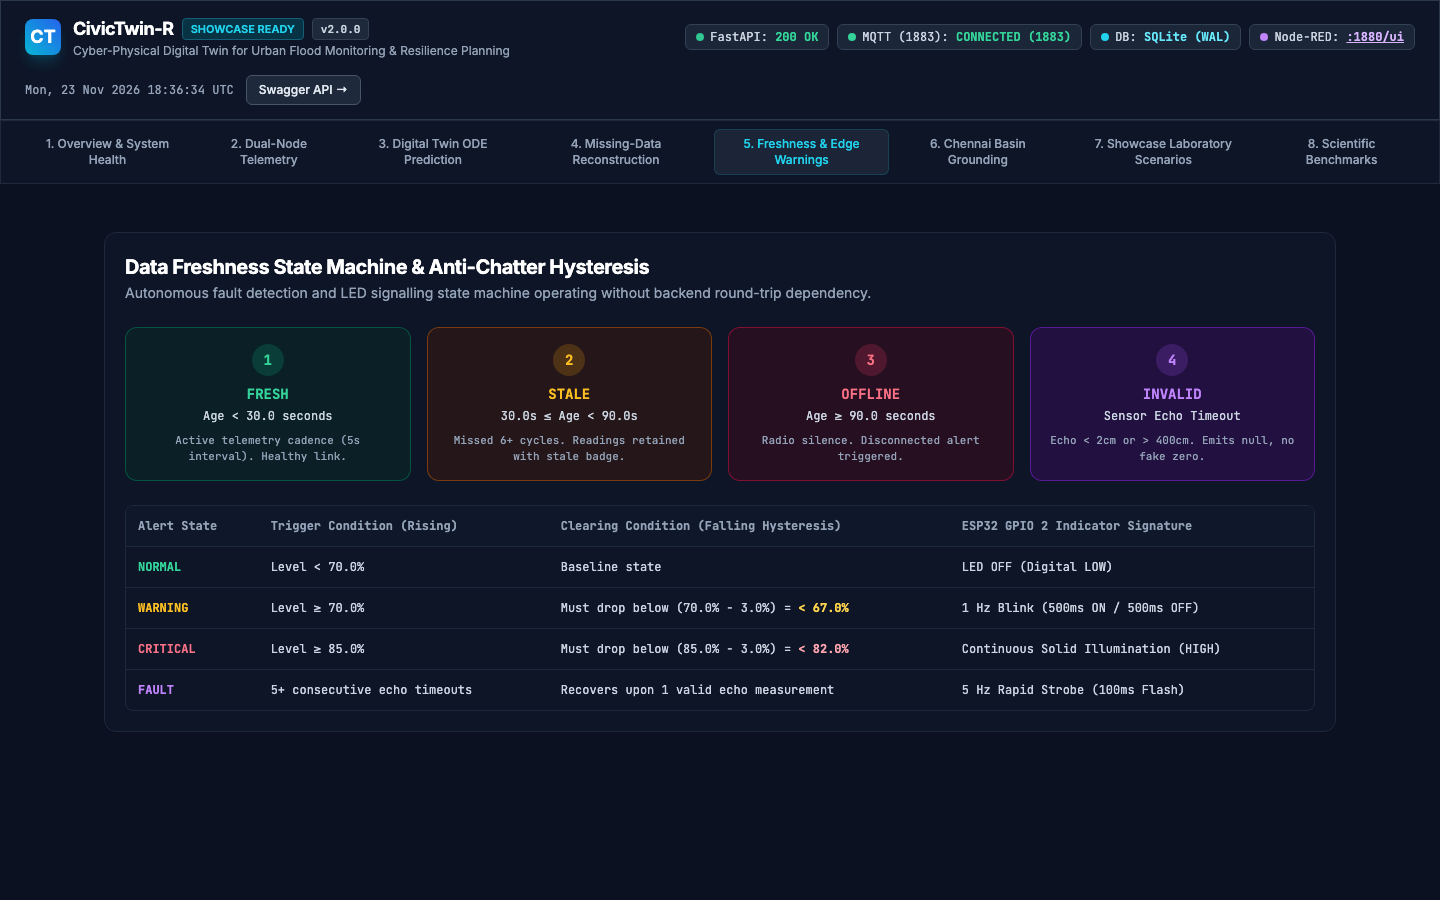 CT
CivicTwin-R SHOWCASE READY v2.0.0
Cyber-Physical Digital Twin for Urban Flood Monitoring & Resilience Planning
FastAPI: 200 OK
MQTT (1883): CONNECTED (1883)
DB: SQLite (WAL)
Node-RED: :1880/ui
Mon, 23 Nov 2026 18:36:34 UTC
Swagger API →
1. Overview & System
Health
2. Dual-Node
Telemetry
3. Digital Twin ODE
Prediction
4. Missing-Data
Reconstruction
5. Freshness & Edge
Warnings
6. Chennai Basin
Grounding
7. Showcase Laboratory
Scenarios
8. Scientific
Benchmarks
Data Freshness State Machine & Anti-Chatter Hysteresis
Autonomous fault detection and LED signalling state machine operating without backend round-trip dependency.
1
FRESH
Age < 30.0 seconds
Active telemetry cadence (5s
interval). Healthy link.
2
STALE
30.0s ≤ Age < 90.0s
Missed 6+ cycles. Readings retained
with stale badge.
3
OFFLINE
Age ≥ 90.0 seconds
Radio silence. Disconnected alert
triggered.
4
INVALID
Sensor Echo Timeout
Echo < 2cm or > 400cm. Emits null, no
fake zero.
Alert State Trigger Condition (Rising) Clearing Condition (Falling Hysteresis) ESP32 GPIO 2 Indicator Signature
NORMAL Level < 70.0% Baseline state LED OFF (Digital LOW)
WARNING Level ≥ 70.0% Must drop below (70.0% - 3.0%) = < 67.0% 1 Hz Blink (500ms ON / 500ms OFF)
CRITICAL Level ≥ 85.0% Must drop below (85.0% - 3.0%) = < 82.0% Continuous Solid Illumination (HIGH)
FAULT 5+ consecutive echo timeouts Recovers upon 1 valid echo measurement 5 Hz Rapid Strobe (100ms Flash)